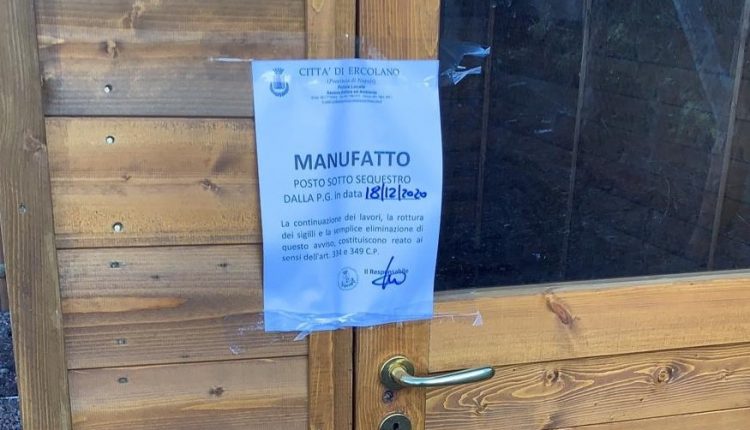 CITTA' DI ERCOLANO
(Provincia di Napoli)
Polizia Locale
MANUFATTO
POSTO SOTTO SEQUESTRO
DALLA P.G. in data 18/12/2020
La continuazione dei lavori, la rottura
dei sigilli e la semplice eliminazione di
questo avviso, costituiscono reato ai
sensi dell'art. 334 e 349 C.P.
Il Responsabile